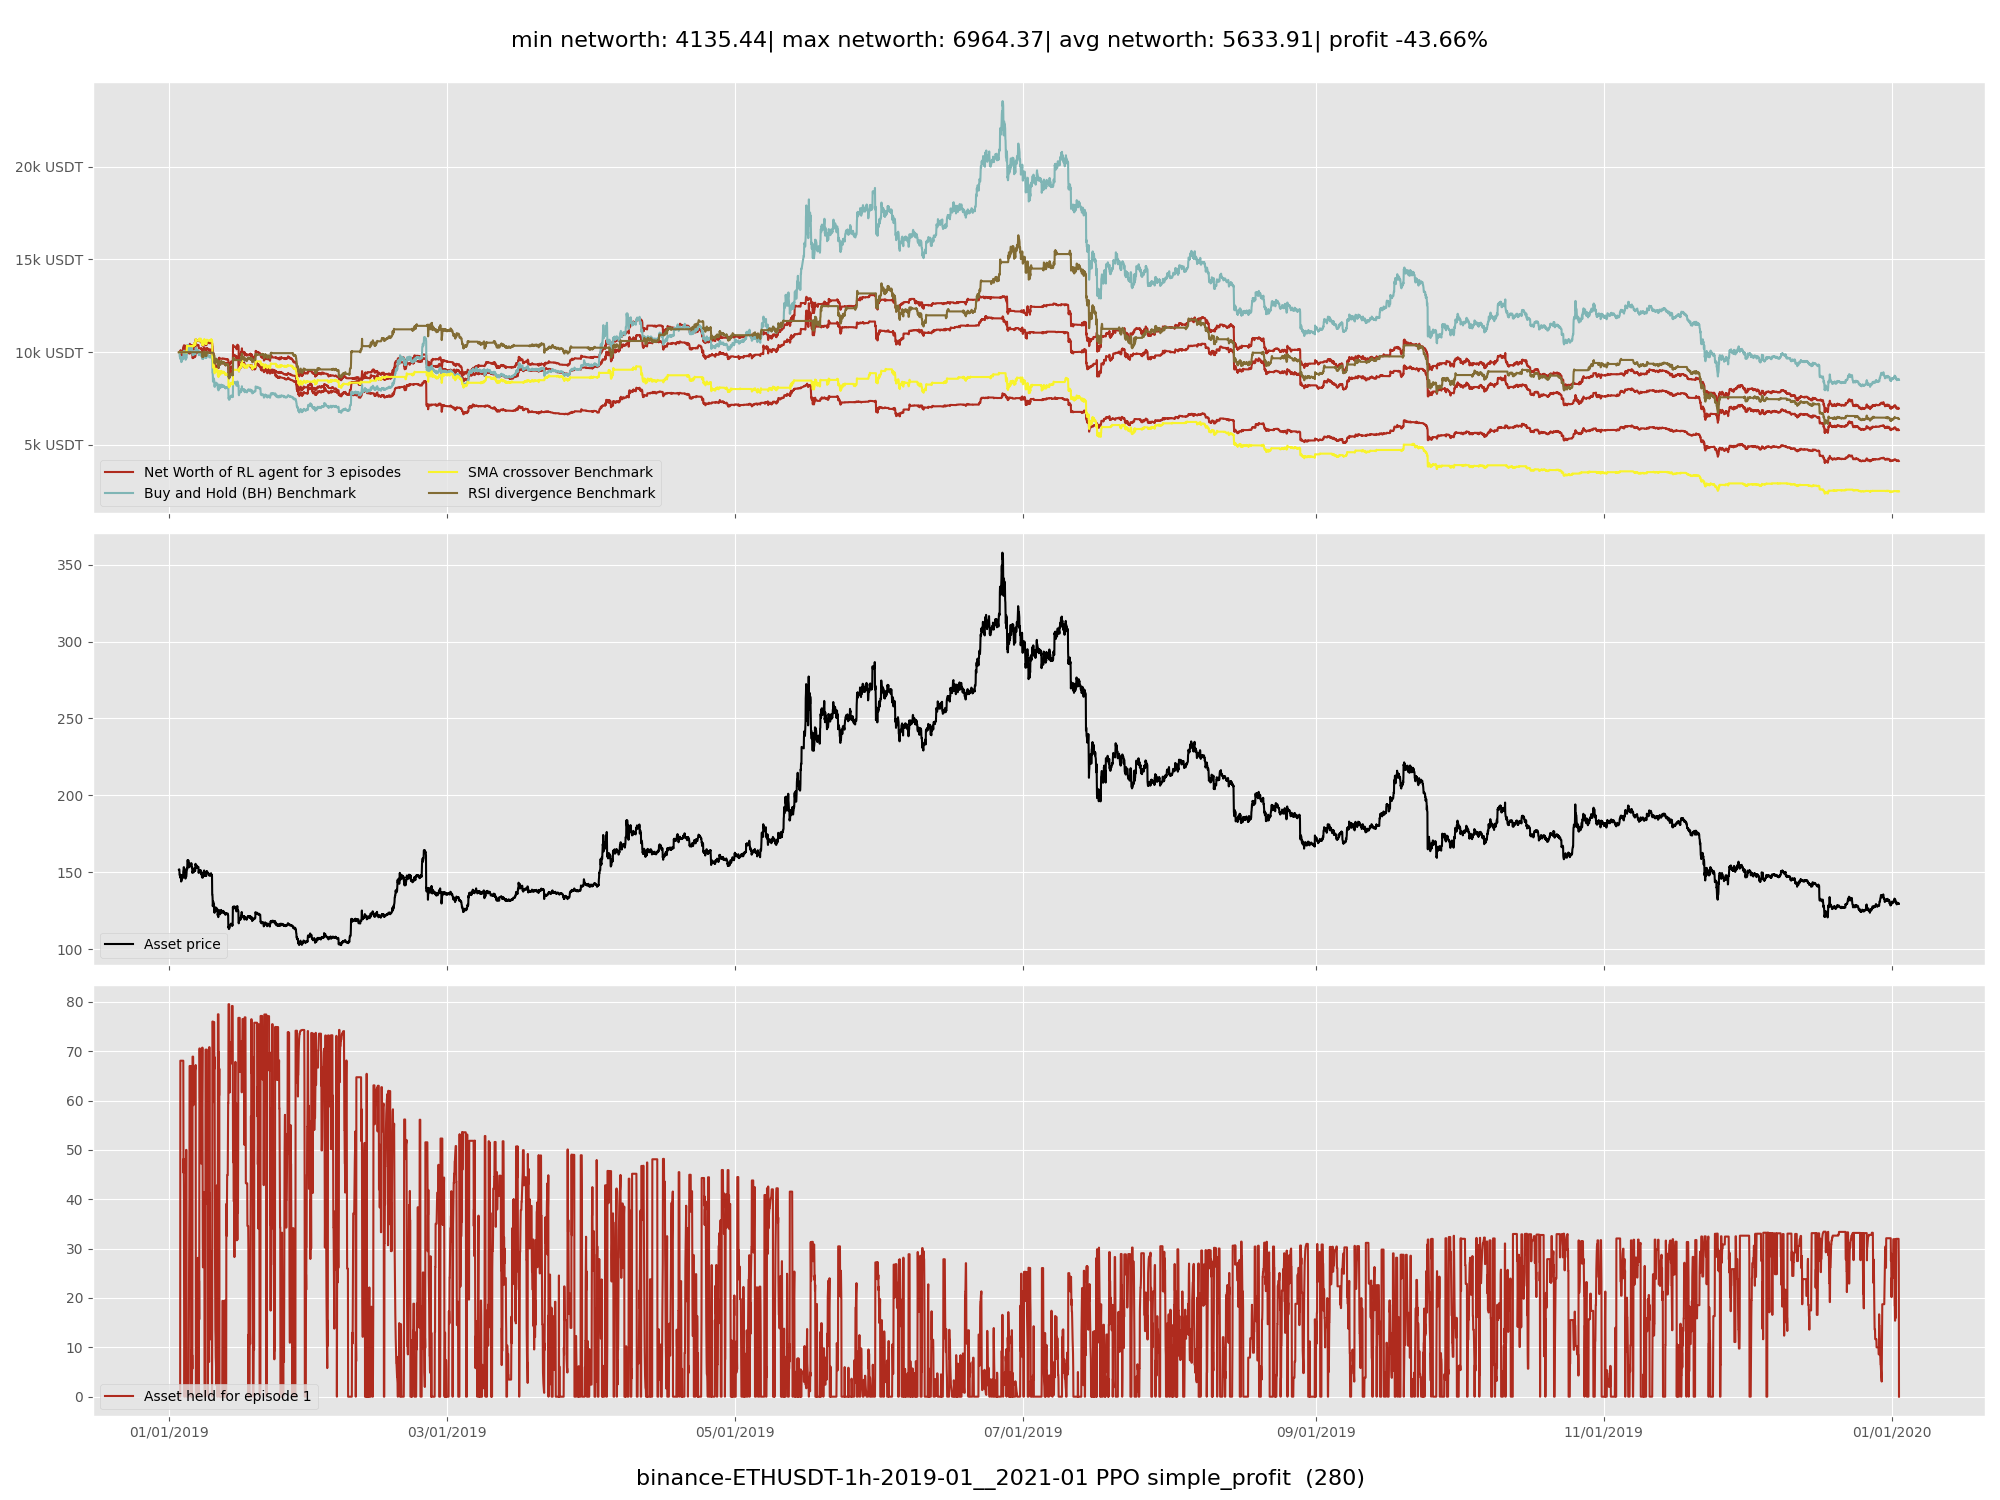 min networth: 4135.44| max networth: 6964.37| avg networth: 5633.91| profit -43.66%
20k USDT
15k USDT
10k USDT
5k USDT
Net Worth of RL agent for 3 episodes
Buy and Hold (BH) Benchmark
SMA crossover Benchmark
RSI divergence Benchmark
350
300
250
200
150
100
Asset price
80
70
60
50
40
30
20
10
0
Asset held for episode 1
01/01/2019 03/01/2019 05/01/2019 07/01/2019 09/01/2019 11/01/2019 01/01/2020
binance-ETHUSDT-1h-2019-01__2021-01 PPO simple_profit  (280)